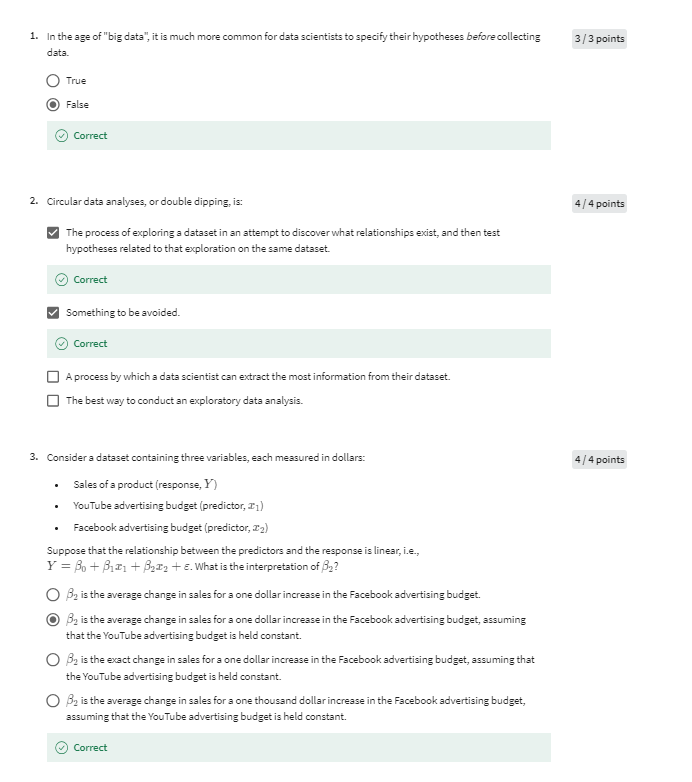 1. In the age of "big data", it is much more common for data scientists to specify their hypotheses before collecting
data.
3 / 3 points
True
False
Correct
2. Circular data analyses, or double dipping, is:
4 / 4 points
The process of exploring a dataset in an attempt to discover what relationships exist, and then test
hypotheses related to that exploration on the same dataset.
Correct
Something to be avoided.
Correct
A process by which a data scientist can extract the most information from their dataset.
The best way to conduct an exploratory data analysis.
3. Consider a dataset containing three variables, each measured in dollars:
4 / 4 points
• Sales of a product (response, Y)
• YouTube advertising budget (predictor, x₁)
• Facebook advertising budget (predictor, x₂)
Suppose that the relationship between the predictors and the response is linear, i.e.,
Y = β₀ + β₁x₁ + β₂x₂ + ε. What is the interpretation of β₂?
β₂ is the average change in sales for a one dollar increase in the Facebook advertising budget.
β₂ is the average change in sales for a one dollar increase in the Facebook advertising budget, assuming
that the YouTube advertising budget is held constant.
β₂ is the exact change in sales for a one dollar increase in the Facebook advertising budget, assuming that
the YouTube advertising budget is held constant.
β₂ is the average change in sales for a one thousand dollar increase in the Facebook advertising budget,
assuming that the YouTube advertising budget is held constant.
Correct